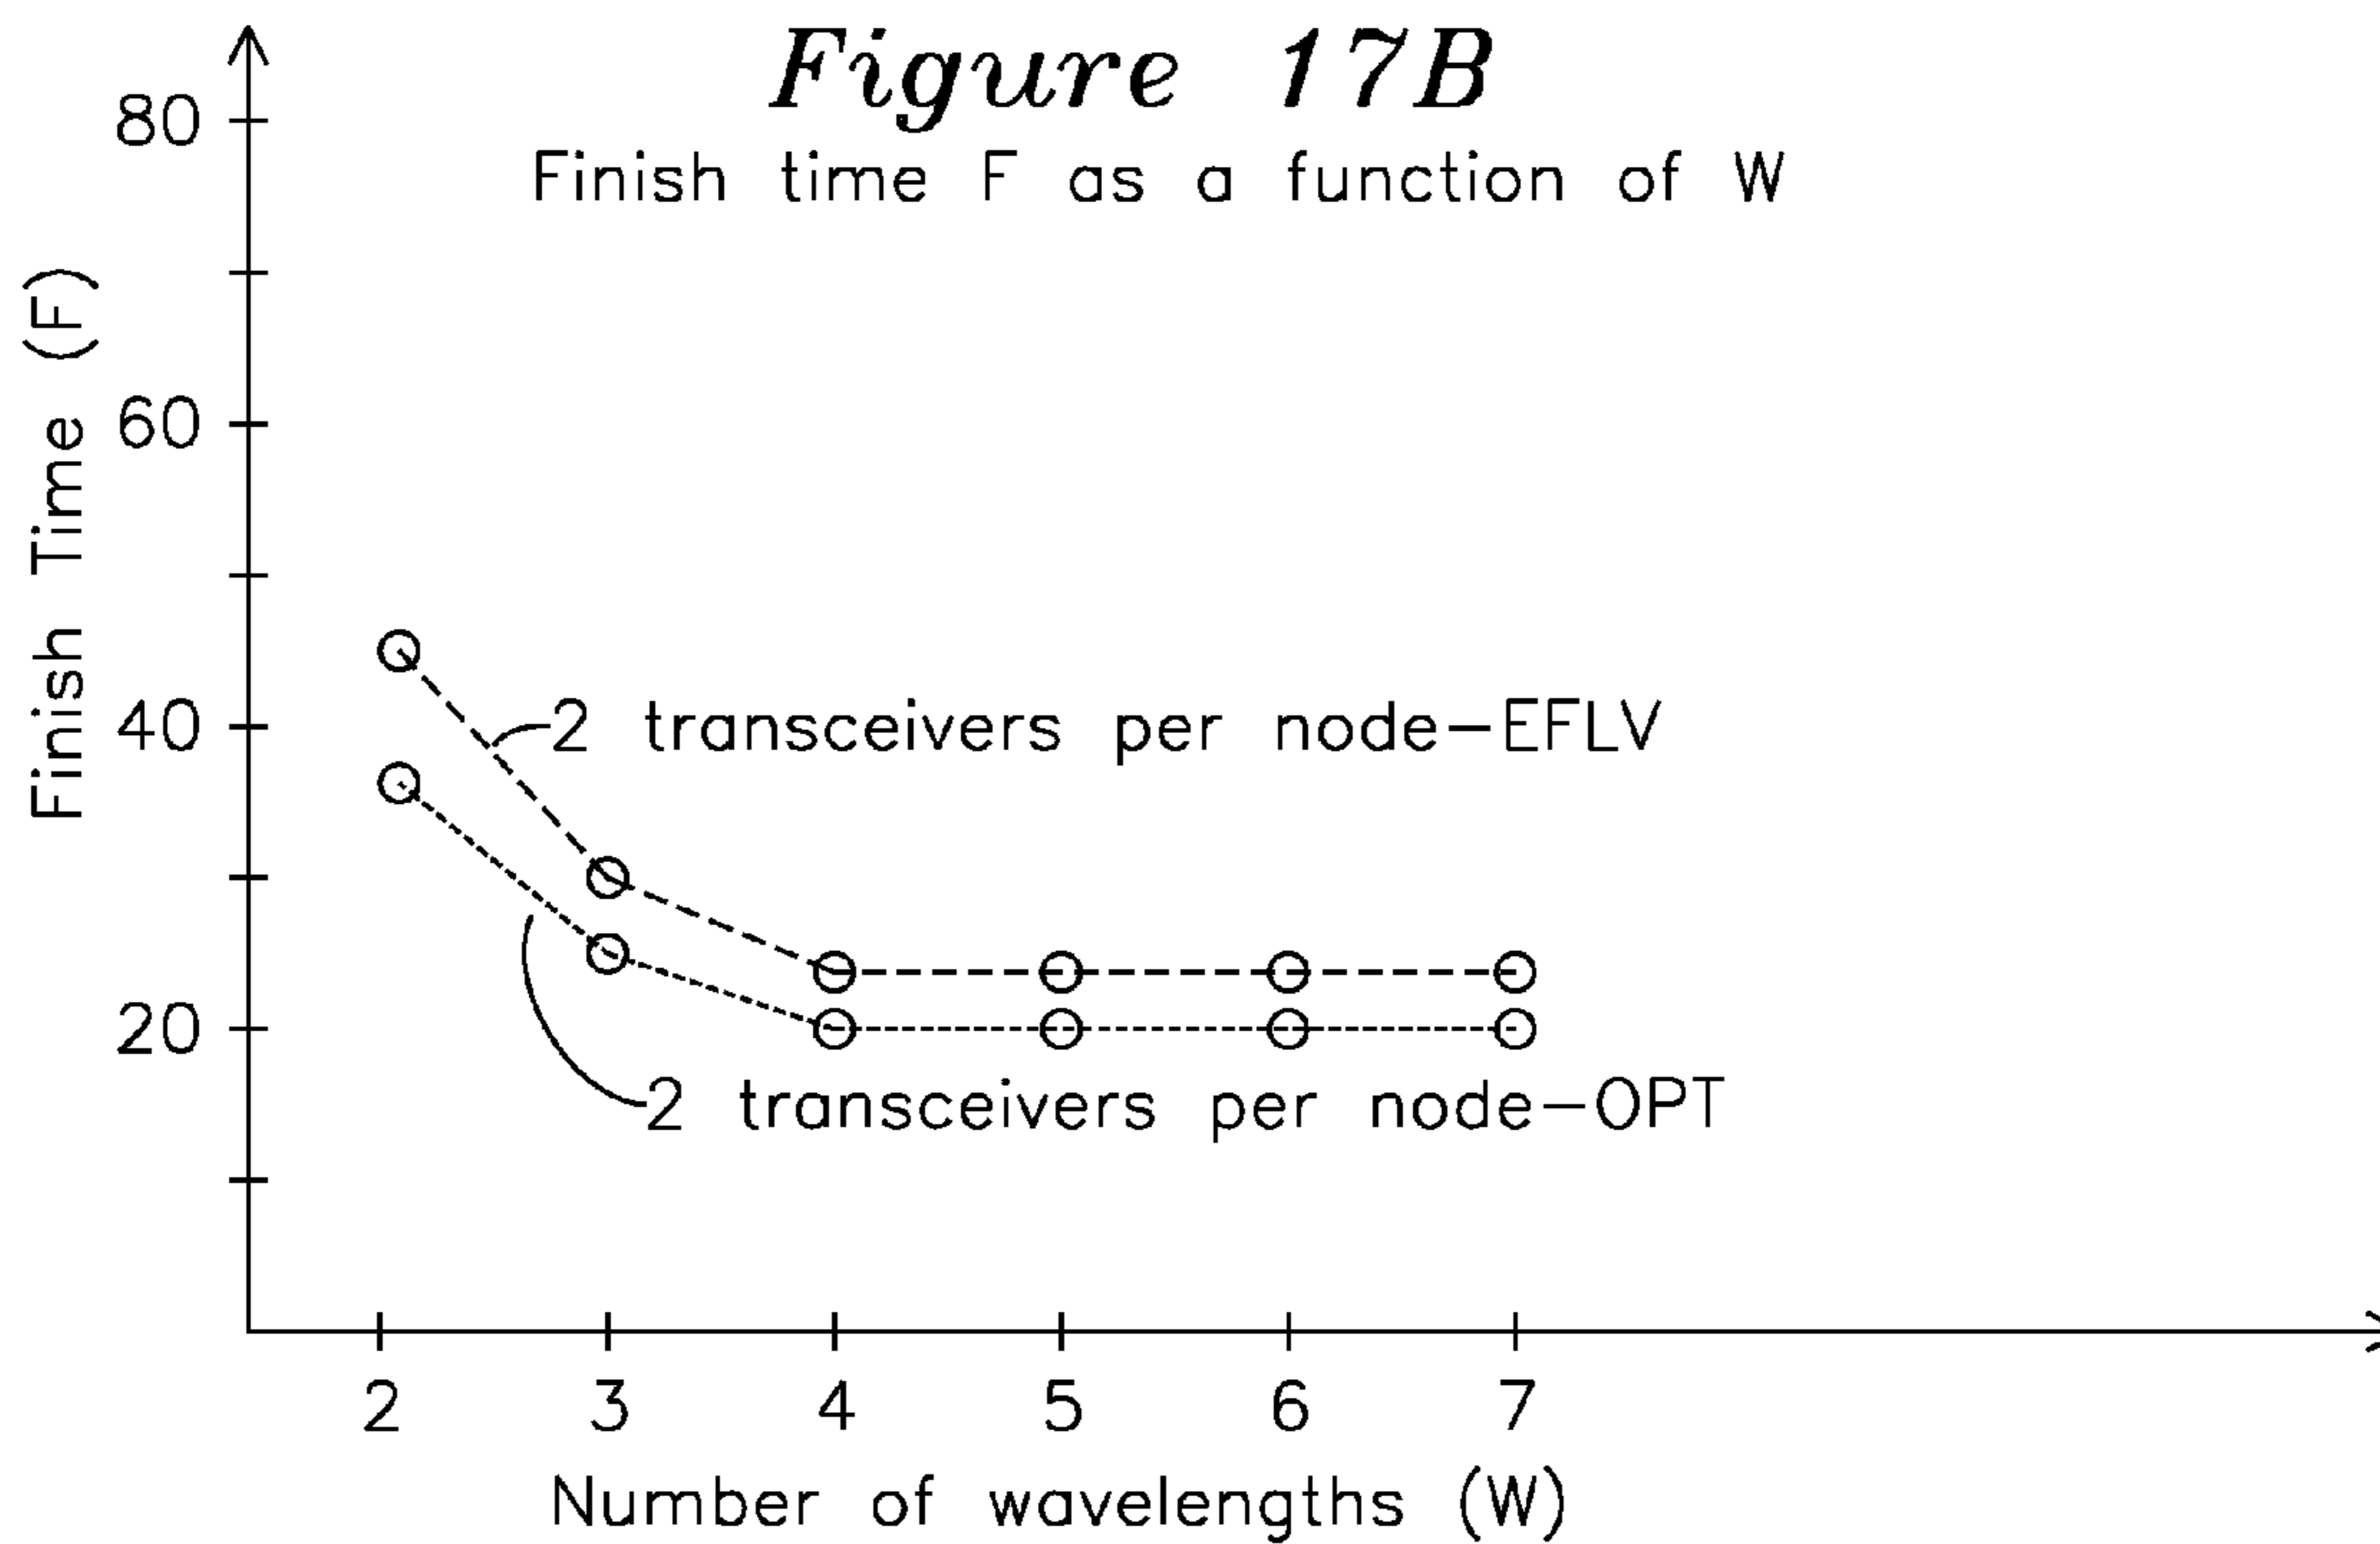 Figure 17B
Finish time F as a function of W
Finish Time (F)
80
60
40
20
2 transceivers per node-EFLV
2 transceivers per node-OPT
2 3 4 5 6 7
Number of wavelengths (W)